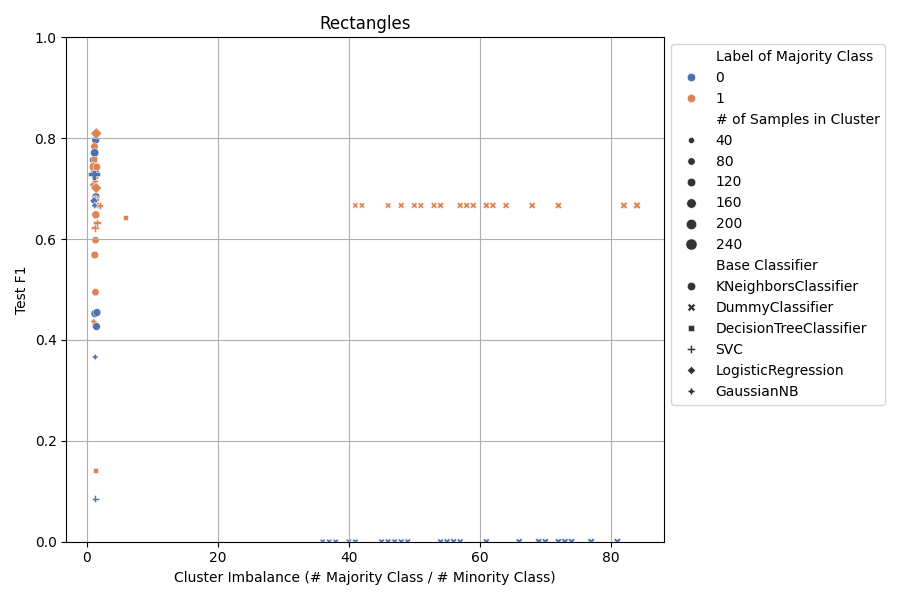 Rectangles
Test F1
1.0
0.8
0.6
0.4
0.2
0.0
0 20 40 60 80
Cluster Imbalance (# Majority Class / # Minority Class)
Label of Majority Class
0
1
# of Samples in Cluster
40
80
120
160
200
240
Base Classifier
KNeighborsClassifier
DummyClassifier
DecisionTreeClassifier
SVC
LogisticRegression
GaussianNB